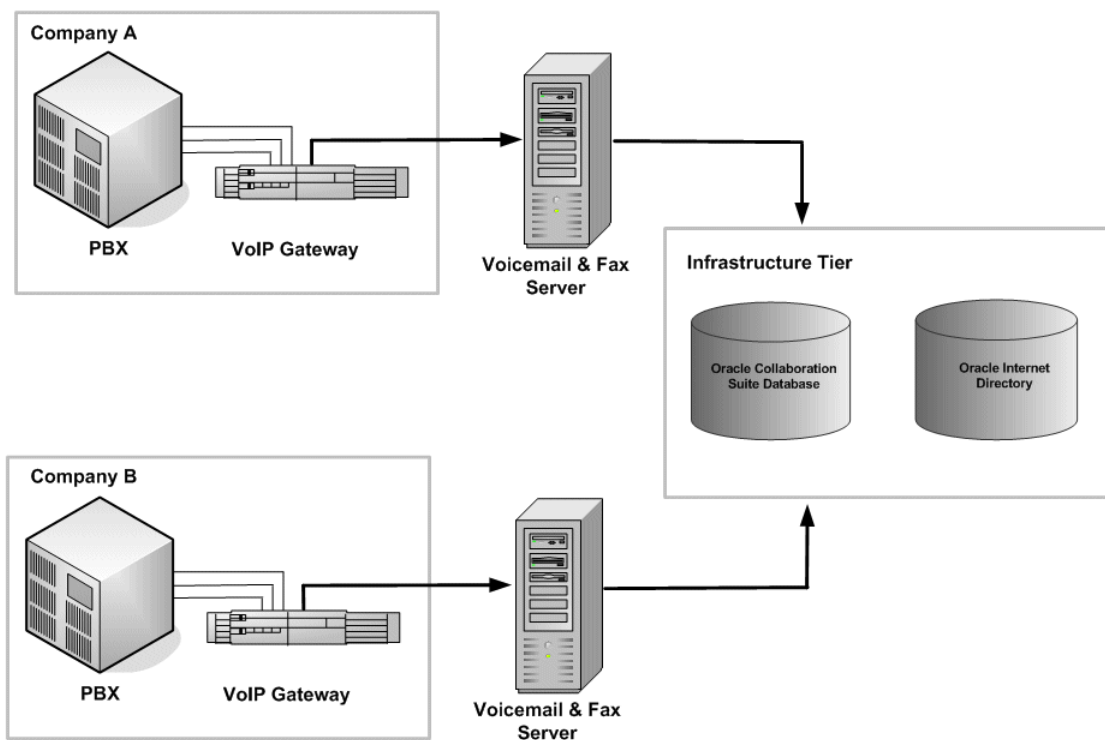 Company A
PBX
VoIP Gateway
Voicemail & Fax
Server
Infrastructure Tier
Oracle Collaboration
Suite Database
Oracle Internet
Directory
Company B
PBX
VoIP Gateway
Voicemail & Fax
Server